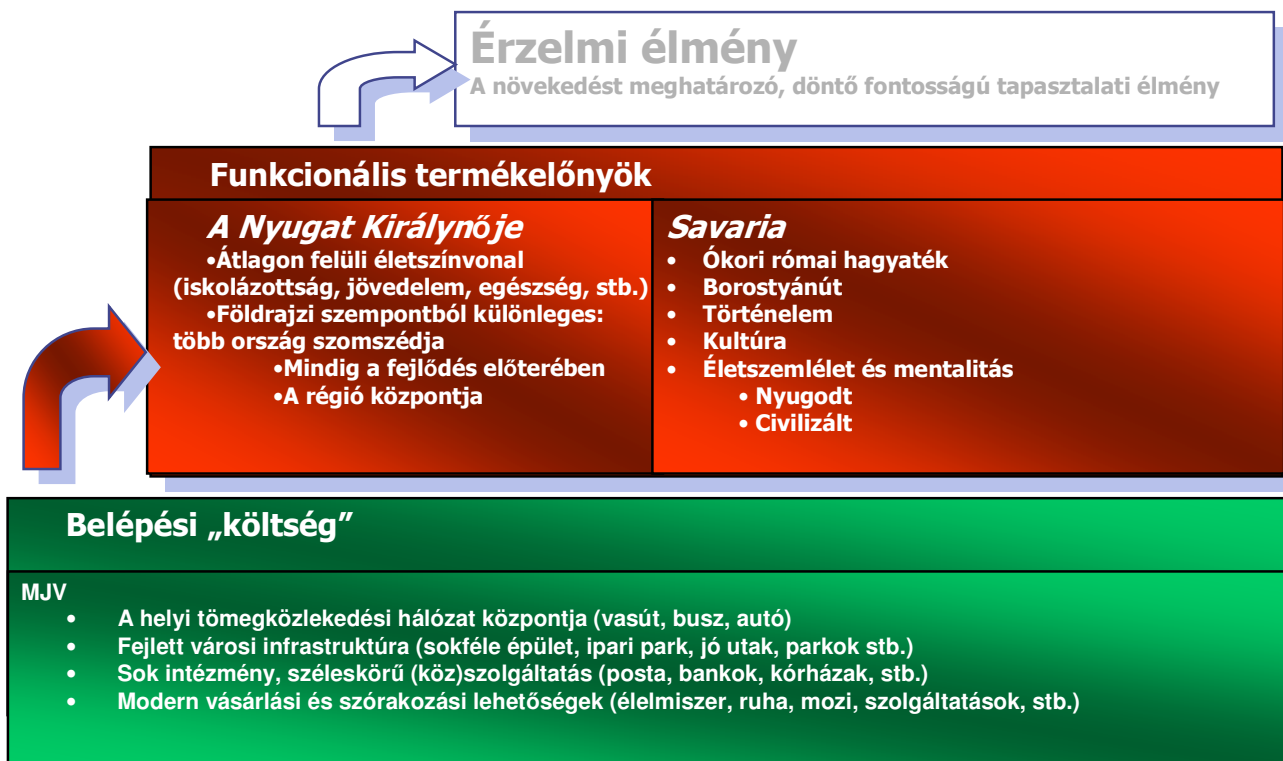 Érzelmi élmény
A növekedést meghatározó, döntő fontosságú tapasztalati élmény
Funkcionális termékelőnyök
A Nyugat Királynője
•Átlagon felüli életszínvonal
(iskolázottság, jövedelem, egészség, stb.)
•Földrajzi szempontból különleges:
több ország szomszédja
•Mindig a fejlődés előterében
•A régió központja
Savaria
• Ókori római hagyaték
• Borostyánút
• Történelem
• Kultúra
• Életszemlélet és mentalitás
• Nyugodt
• Civilizált
Belépési „költség”
MJV
• A helyi tömegközlekedési hálózat központja (vasút, busz, autó)
• Fejlett városi infrastruktúra (sokféle épület, ipari park, jó utak, parkok stb.)
• Sok intézmény, széleskörű (köz)szolgáltatás (posta, bankok, kórházak, stb.)
• Modern vásárlási és szórakozási lehetőségek (élelmiszer, ruha, mozi, szolgáltatások, stb.)